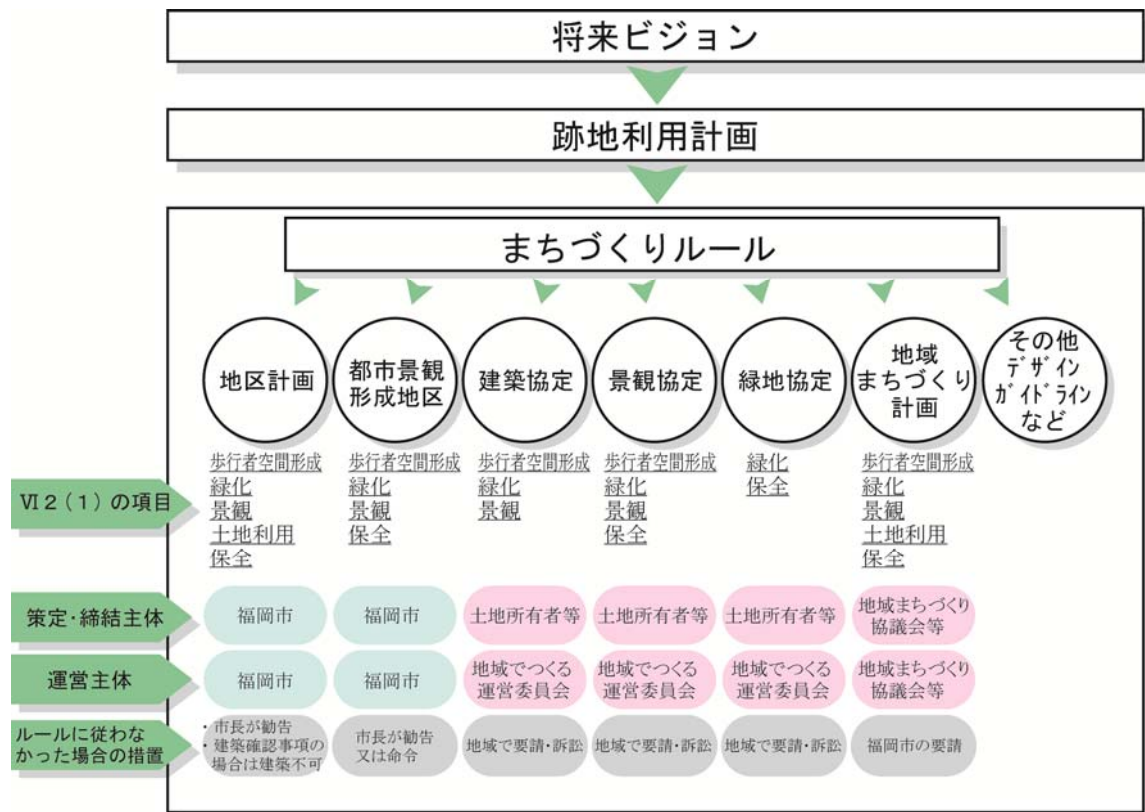 将来ビジョン
跡地利用計画
まちづくりルール
地区計画
都市景観
形成地区
建築協定
景観協定
緑地協定
地域
まちづくり
計画
その他
デザイン
ガイドライン
など
Ⅵ２(１)の項目
歩行者空間形成
緑化
景観
土地利用
保全
歩行者空間形成
緑化
景観
保全
歩行者空間形成
緑化
景観
歩行者空間形成
緑化
景観
保全
緑化
保全
歩行者空間形成
緑化
景観
土地利用
保全
策定・締結主体
福岡市
福岡市
土地所有者等
土地所有者等
土地所有者等
地域まちづくり
協議会等
運営主体
福岡市
福岡市
地域でつくる
運営委員会
地域でつくる
運営委員会
地域でつくる
運営委員会
地域まちづくり
協議会等
ルールに従わな
かった場合の措置
・市長が勧告
・建築確認事項の
場合は建築不可
市長が勧告
又は命令
地域で要請・訴訟
地域で要請・訴訟
地域で要請・訴訟
福岡市の要請